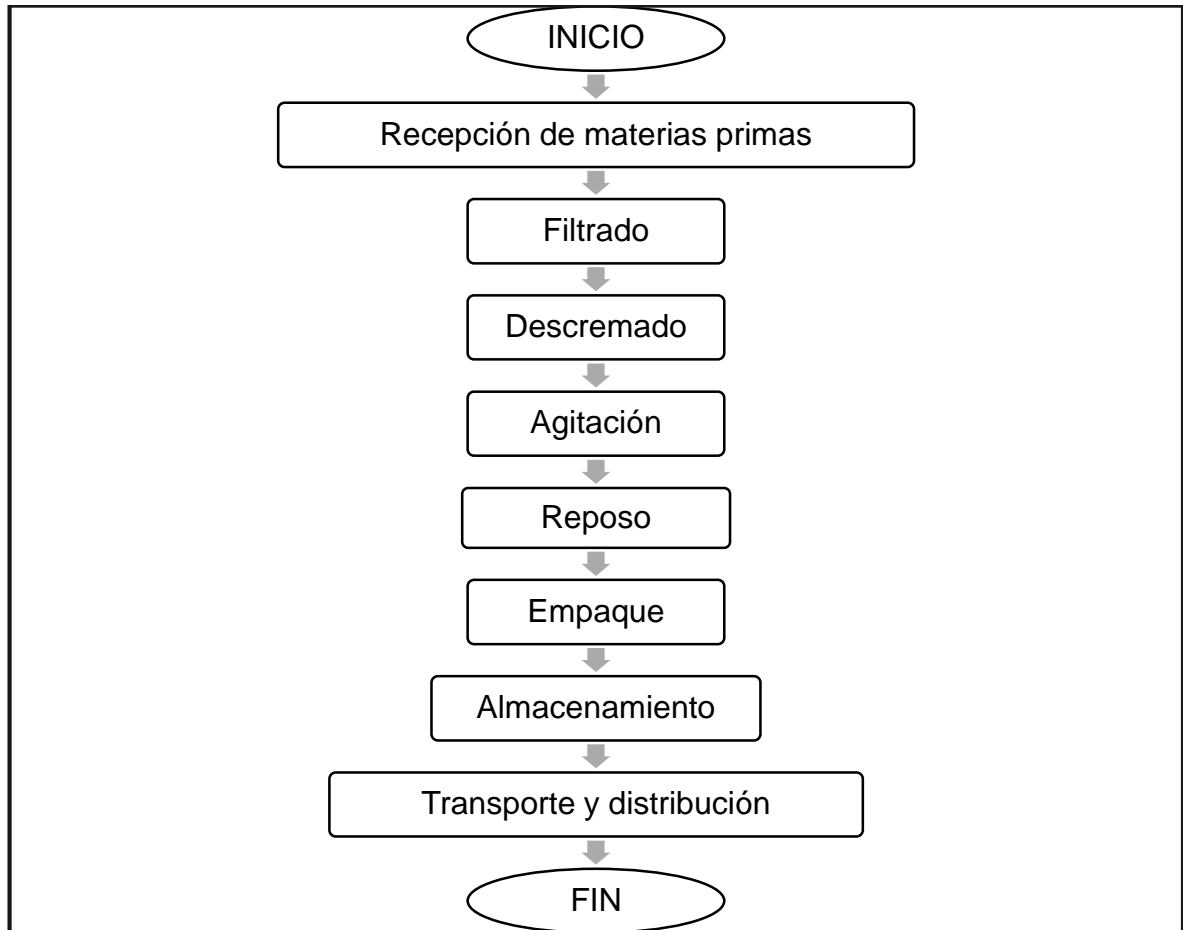 INICIO
Recepción de materias primas
Filtrado
Descremado
Agitación
Reposo
Empaque
Almacenamiento
Transporte y distribución
FIN